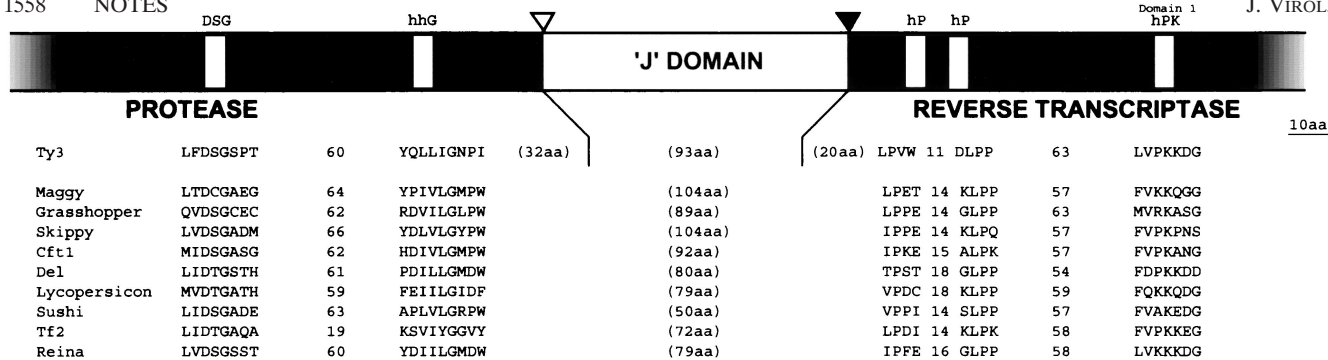 1558 NOTES J. VIROL.
Domain 1
DSG hhG hP hP hPK
'J' DOMAIN
PROTEASE REVERSE TRANSCRIPTASE
10aa
Ty3 LFDSGSPT 60 YQLLIGNPI (32aa) (93aa) (20aa) LPVW 11 DLPP 63 LVPKKDG
Maggy LTDCGAEG 64 YPIVLGMPW (104aa) LPET 14 KLPP 57 FVKKQGG
Grasshopper QVDSGCEC 62 RDVILGLPW (89aa) LPPE 14 GLPP 63 MVRKASG
Skippy LVDSGADM 66 YDLVLGYPW (104aa) IPPE 14 KLPQ 57 FVPKPNS
Cft1 MIDSGASG 62 HDIVLGMPW (92aa) IPKE 15 ALPK 57 FVPKANG
Del LIDTGSTH 61 PDILLGMDW (80aa) TPST 18 GLPP 54 FDPKKDD
Lycopersicon MVDTGATH 59 FEIILGIDF (79aa) VPDC 18 KLPP 59 FQKKQDG
Sushi LIDSGADE 63 APLVLGRPW (50aa) VPPI 14 SLPP 57 FVAKEDG
Tf2 LIDTGAQA 19 KSVIYGGVY (72aa) LPDI 14 KLPK 58 FVPKKEG
Reina LVDSGSST 60 YDIILGMDW (79aa) IPFE 16 GLPP 58 LVKKKDG